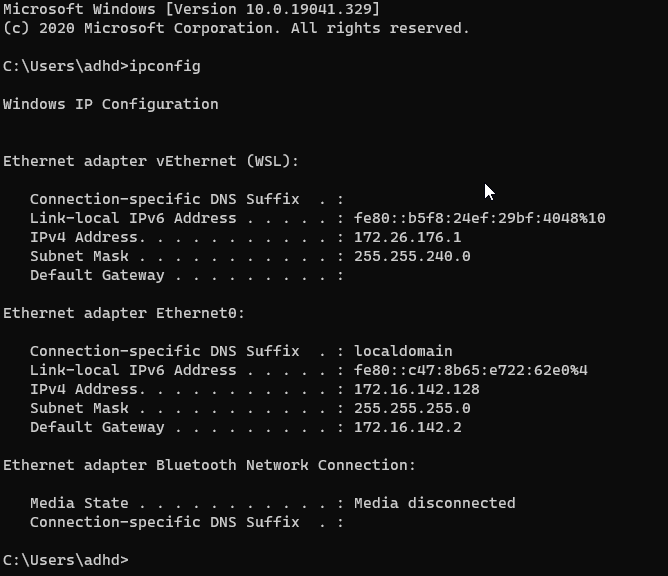 Microsoft Windows [Version 10.0.19041.329]
(c) 2020 Microsoft Corporation. All rights reserved.
C:\Users\adhd>ipconfig
Windows IP Configuration
Ethernet adapter vEthernet (WSL):
   Connection-specific DNS Suffix  . :
   Link-local IPv6 Address . . . . . : fe80::b5f8:24ef:29bf:4048%10
   IPv4 Address. . . . . . . . . . . : 172.26.176.1
   Subnet Mask . . . . . . . . . . . : 255.255.240.0
   Default Gateway . . . . . . . . . :
Ethernet adapter Ethernet0:
   Connection-specific DNS Suffix  . : localdomain
   Link-local IPv6 Address . . . . . : fe80::c47:8b65:e722:62e0%4
   IPv4 Address. . . . . . . . . . . : 172.16.142.128
   Subnet Mask . . . . . . . . . . . : 255.255.255.0
   Default Gateway . . . . . . . . . : 172.16.142.2
Ethernet adapter Bluetooth Network Connection:
   Media State . . . . . . . . . . . : Media disconnected
   Connection-specific DNS Suffix  . :
C:\Users\adhd>